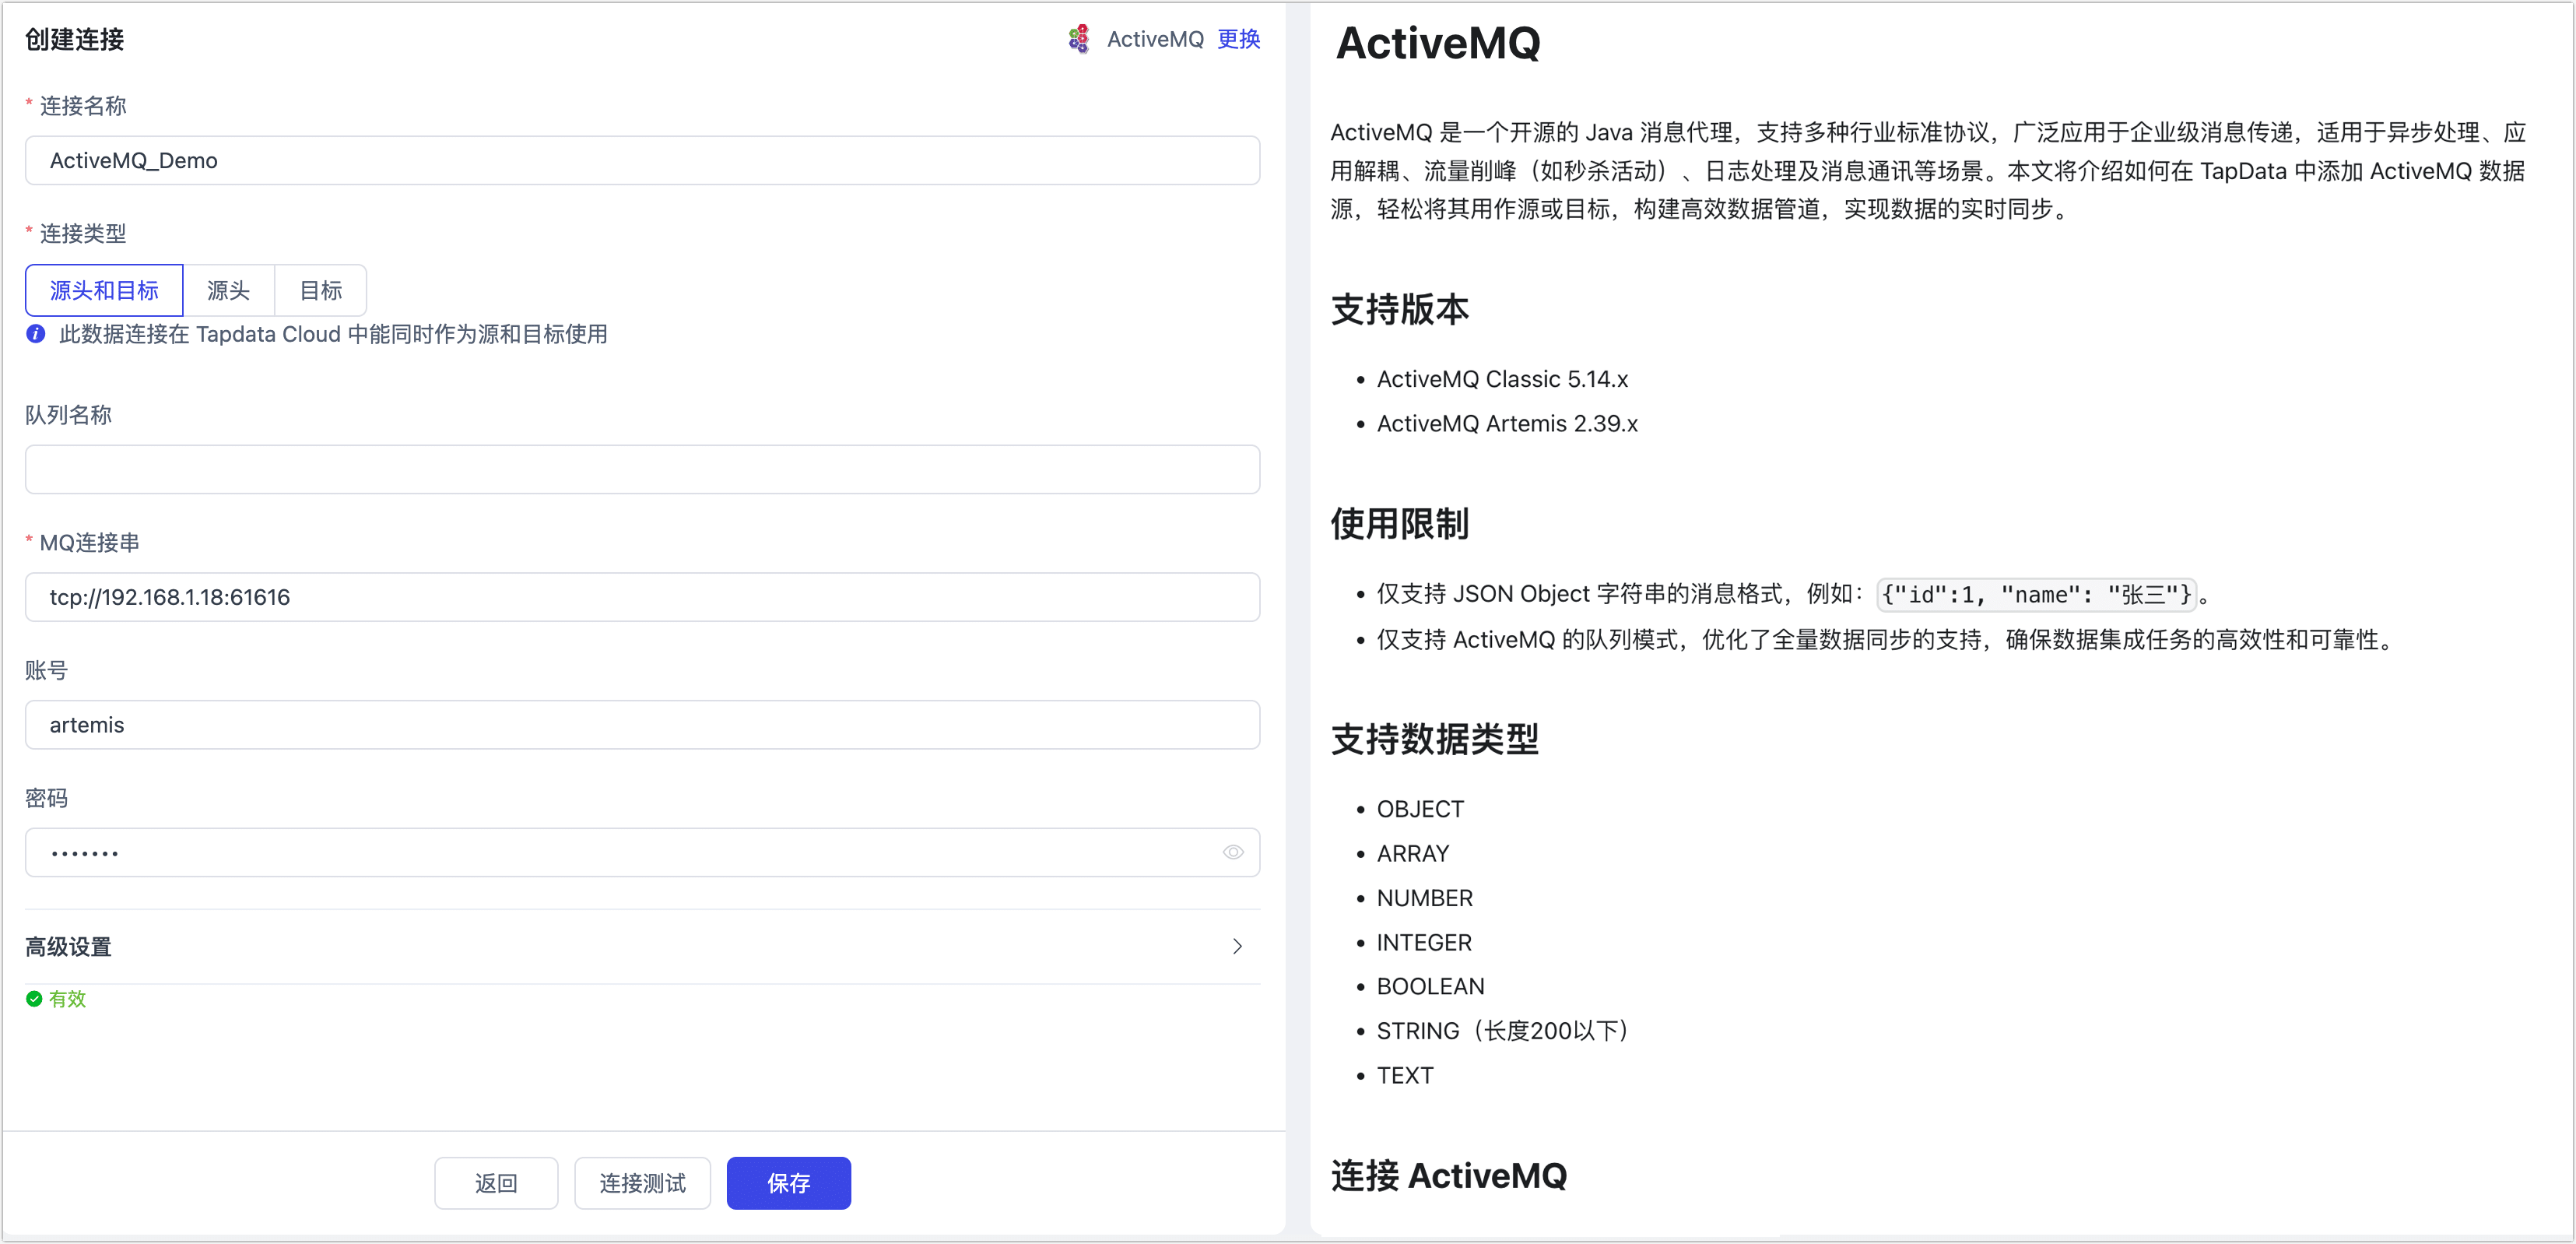 创建连接
ActiveMQ 更换
* 连接名称
ActiveMQ_Demo
* 连接类型
源头和目标 源头 目标
此数据连接在 Tapdata Cloud 中能同时作为源和目标使用
队列名称
* MQ连接串
tcp://192.168.1.18:61616
账号
artemis
密码
•••••••
高级设置
有效
返回 连接测试 保存
ActiveMQ
ActiveMQ 是一个开源的 Java 消息代理，支持多种行业标准协议，广泛应用于企业级消息传递，适用于异步处理、应
用解耦、流量削峰（如秒杀活动）、日志处理及消息通讯等场景。本文将介绍如何在 TapData 中添加 ActiveMQ 数据
源，轻松将其用作源或目标，构建高效数据管道，实现数据的实时同步。
支持版本
• ActiveMQ Classic 5.14.x
• ActiveMQ Artemis 2.39.x
使用限制
• 仅支持 JSON Object 字符串的消息格式，例如：{"id":1, "name": "张三"}。
• 仅支持 ActiveMQ 的队列模式，优化了全量数据同步的支持，确保数据集成任务的高效性和可靠性。
支持数据类型
• OBJECT
• ARRAY
• NUMBER
• INTEGER
• BOOLEAN
• STRING（长度200以下）
• TEXT
连接 ActiveMQ